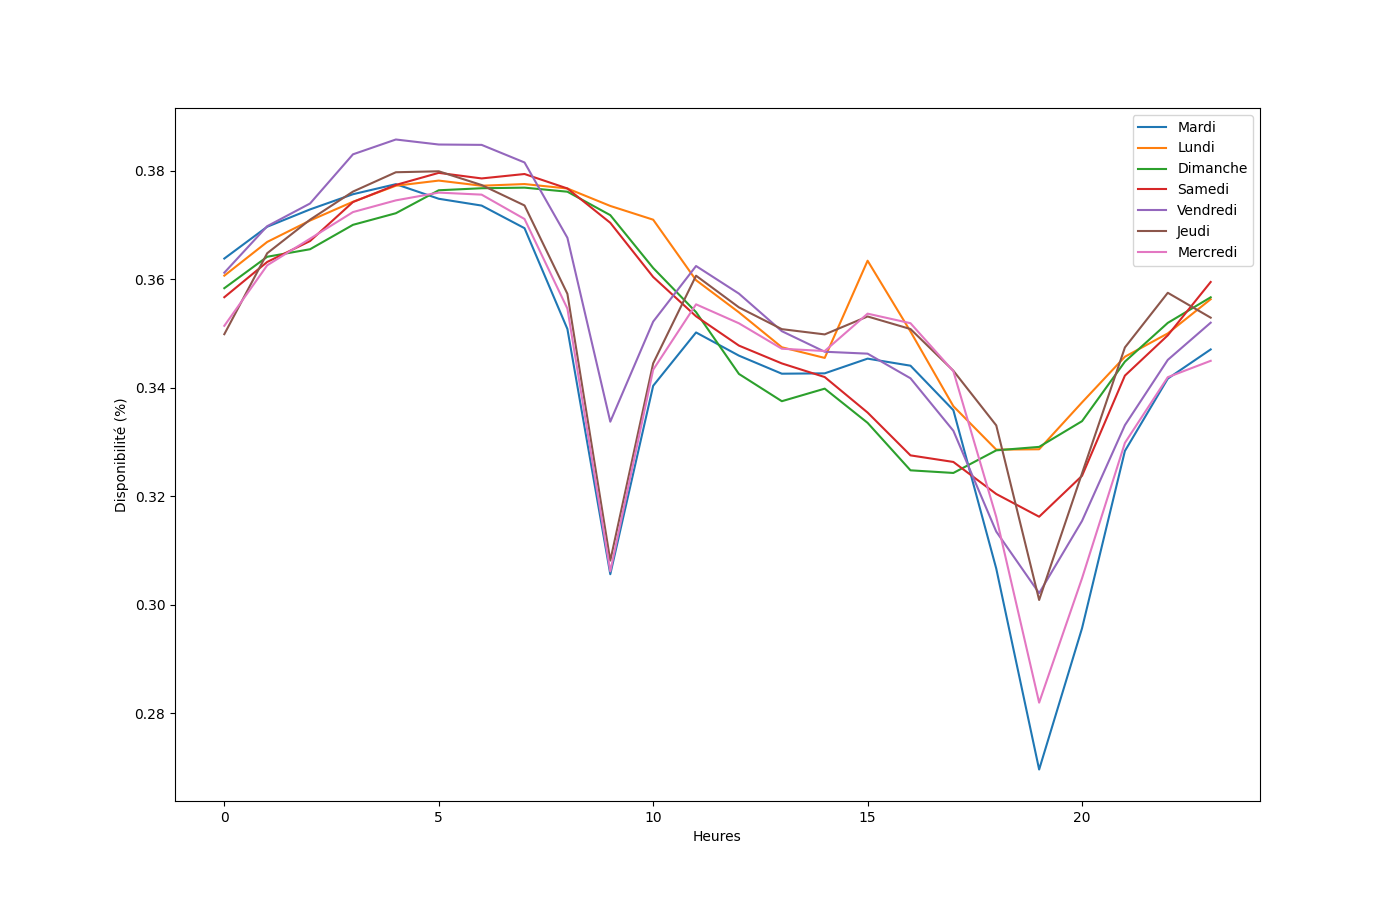 Mardi
Lundi
Dimanche
Samedi
Vendredi
Jeudi
Mercredi
0.38
0.36
0.34
0.32
0.30
0.28
Disponibilité (%)
0 5 10 15 20
Heures